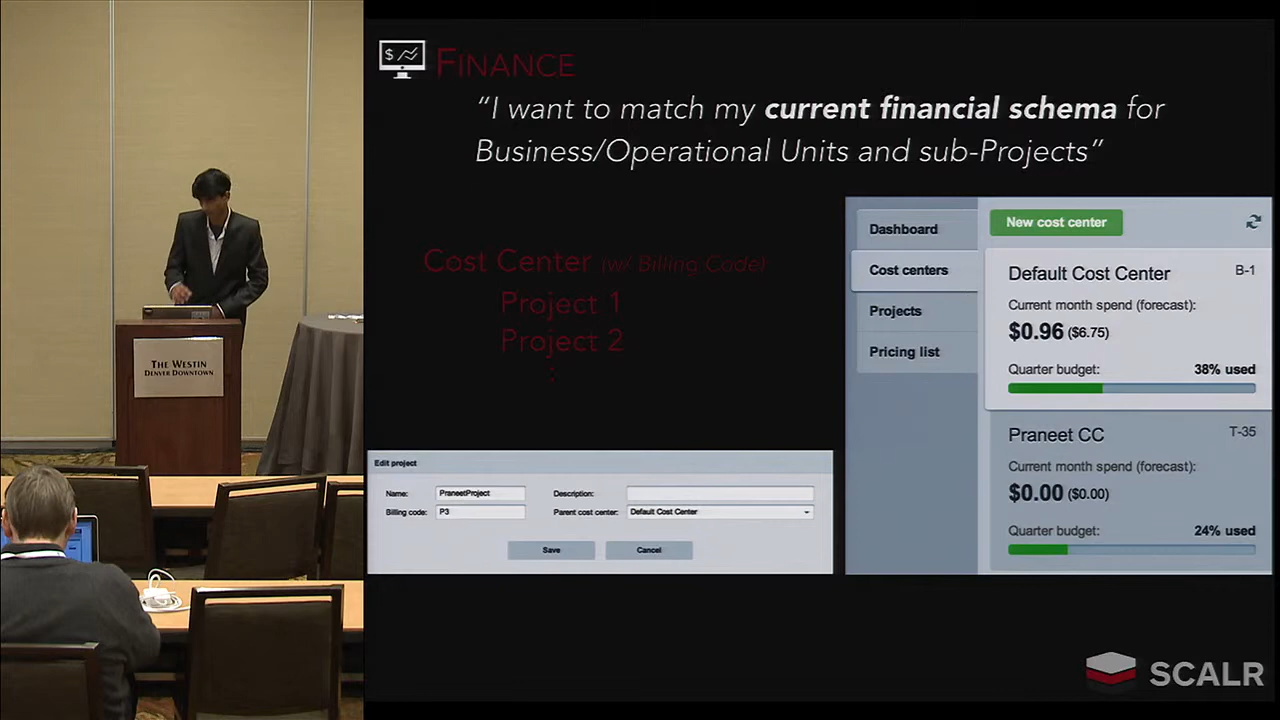 FINANCE
“I want to match my current financial schema for
Business/Operational Units and sub-Projects”
Cost Center (w/ Billing Code)
Project 1
Project 2
:
Dashboard
Cost centers
Projects
Pricing list
New cost center
Default Cost Center
B-1
Current month spend (forecast):
$0.96 ($6.75)
Quarter budget:
38% used
Praneet CC
T-35
Current month spend (forecast):
$0.00 ($0.00)
Quarter budget:
24% used
Edit project
Name:
PraneetProject
Description:
Billing code:
P3
Parent cost center:
Default Cost Center
Save
Cancel
THE WESTIN
DENVER DOWNTOWN
SCALR